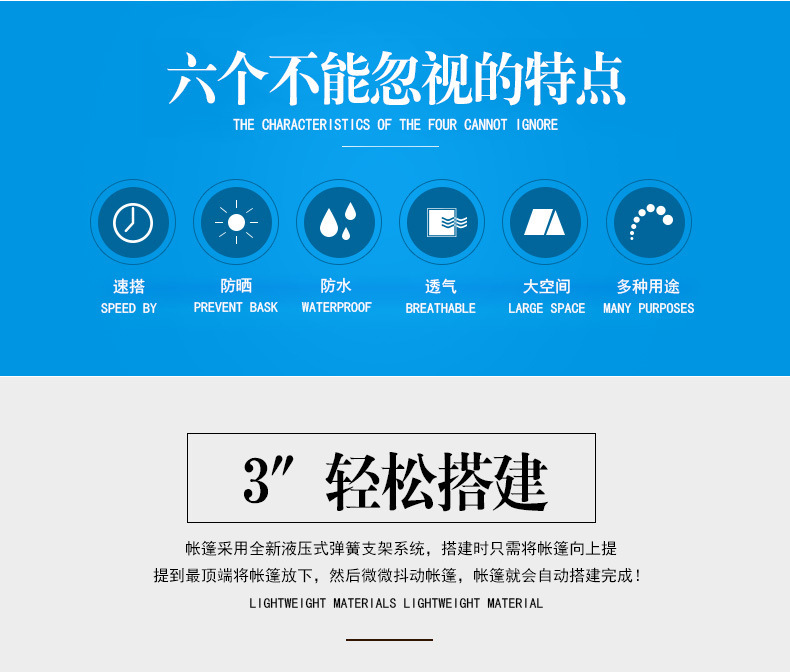 六个不能忽视的特点
THE CHARACTERISTICS OF THE FOUR CANNOT IGNORE
速搭 防晒 防水 透气 大空间 多种用途
SPEED BY PREVENT BASK WATERPROOF BREATHABLE LARGE SPACE MANY PURPOSES
3″ 轻松搭建
帐篷采用全新液压式弹簧支架系统，搭建时只需将帐篷向上提
提到最顶端将帐篷放下，然后微微抖动帐篷，帐篷就会自动搭建完成！
LIGHTWEIGHT MATERIALS LIGHTWEIGHT MATERIAL